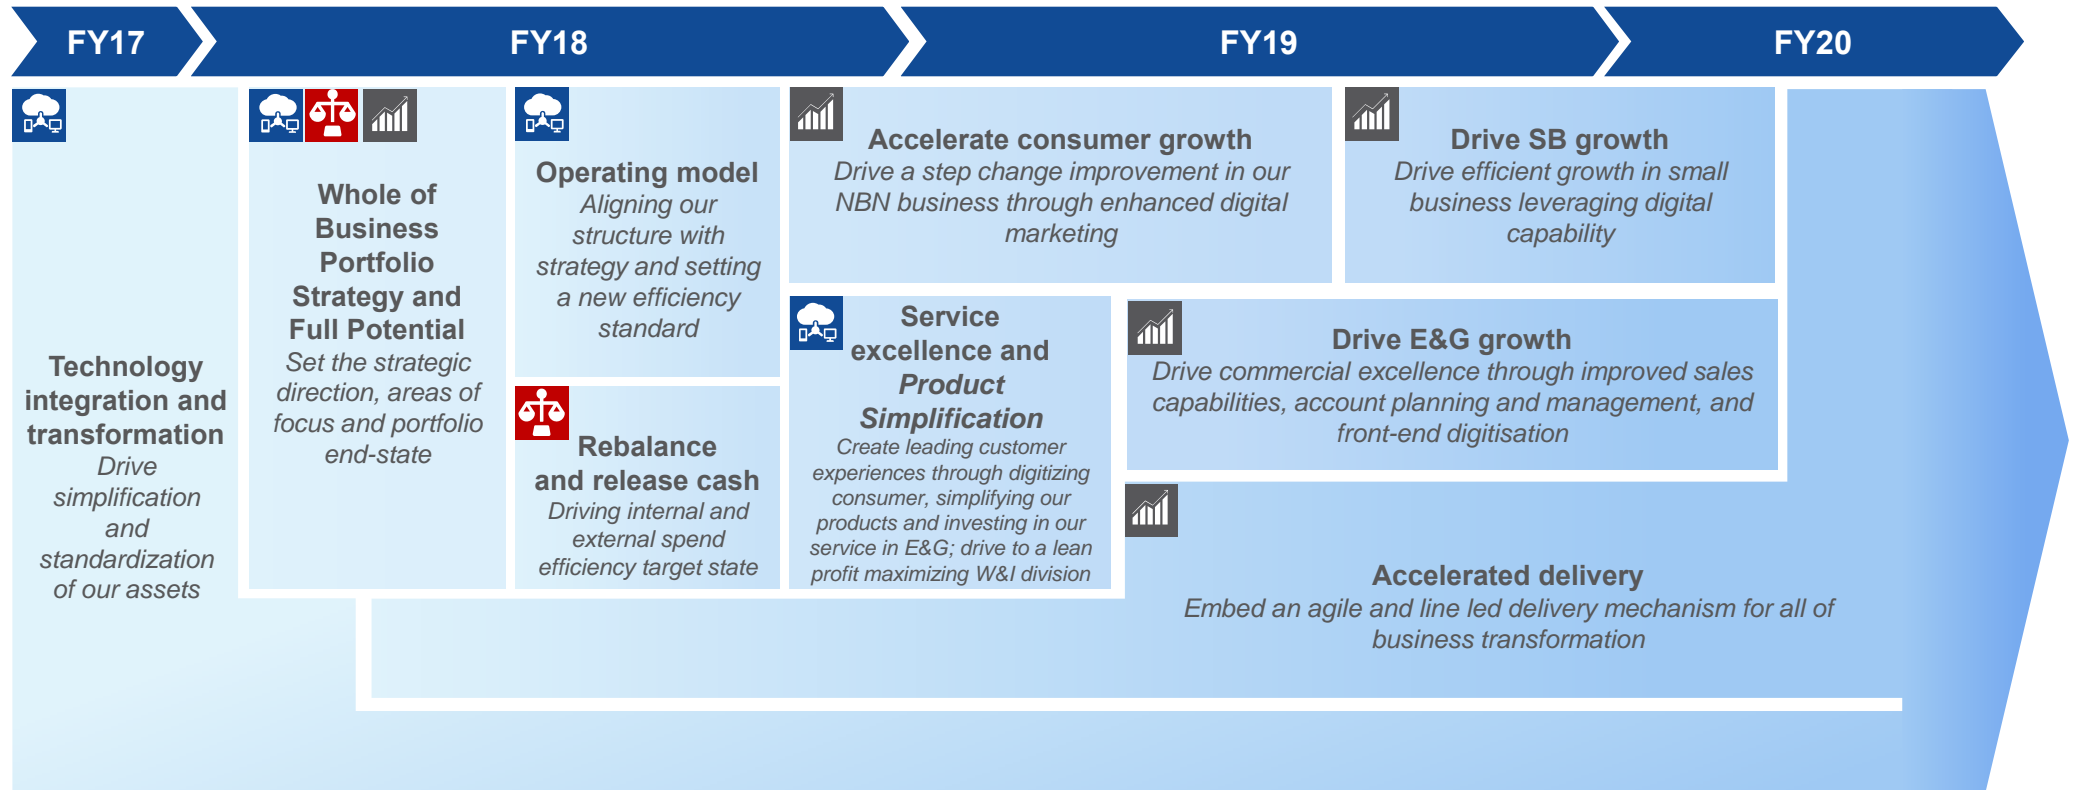 FY17
FY18
FY19
FY20
Technology
integration and
transformation
Drive
simplification
and
standardization
of our assets
Whole of
Business
Portfolio
Strategy and
Full Potential
Set the strategic
direction, areas of
focus and portfolio
end-state
Operating model
Aligning our
structure with
strategy and setting
a new efficiency
standard
Rebalance
and release cash
Driving internal and
external spend
efficiency target state
Accelerate consumer growth
Drive a step change improvement in our
NBN business through enhanced digital
marketing
Service
excellence and
Product
Simplification
Create leading customer
experiences through digitizing
consumer, simplifying our
products and investing in our
service in E&G; drive to a lean
profit maximizing W&I division
Drive SB growth
Drive efficient growth in small
business leveraging digital
capability
Drive E&G growth
Drive commercial excellence through improved sales
capabilities, account planning and management, and
front-end digitisation
Accelerated delivery
Embed an agile and line led delivery mechanism for all of
business transformation